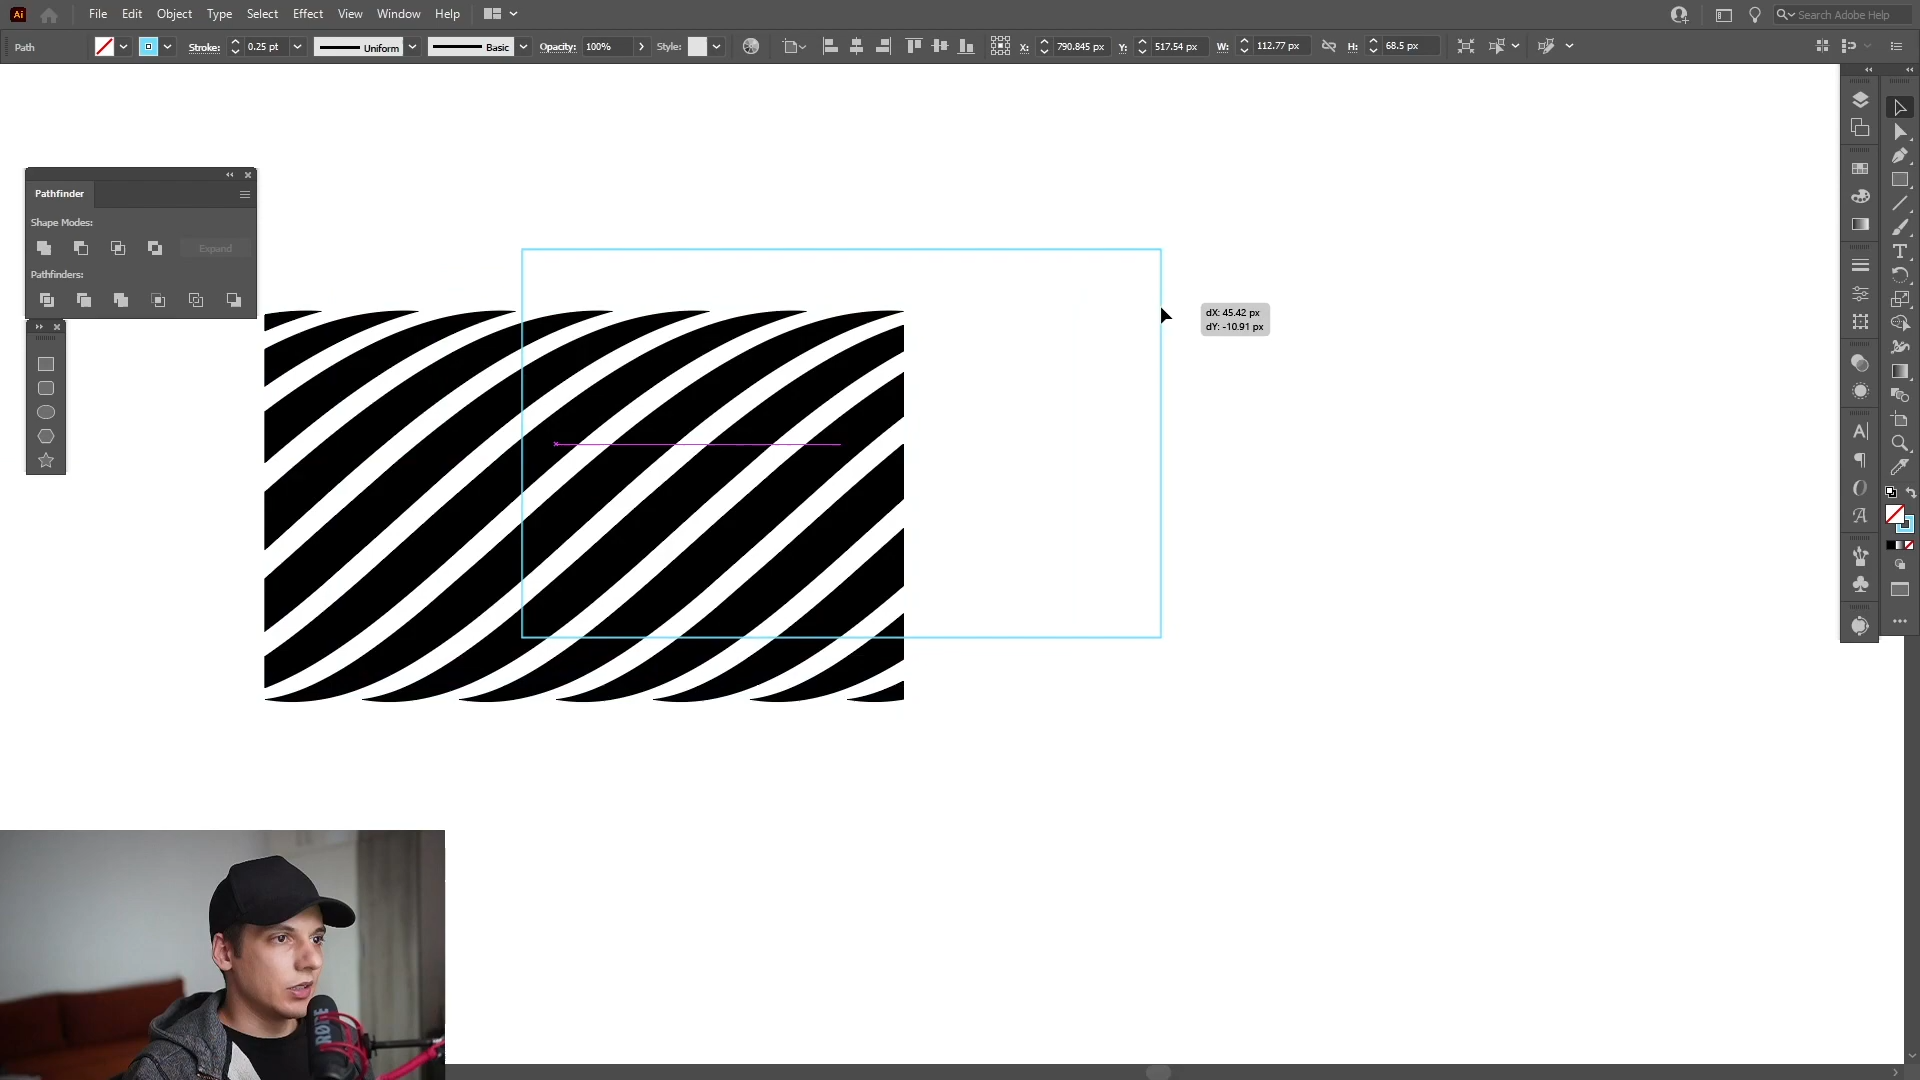 Ai File Edit Object Type Select Effect View Window Help Search Adobe Help
Path Stroke: 0.25 pt Uniform Basic Opacity: 100% Style: X: 790.845 px Y: 517.54 px W: 112.77 px H: 68.5 px
Pathfinder
Shape Modes:
Expand
Pathfinders:
dX: 45.42 px
dY: -10.91 px
RØDE